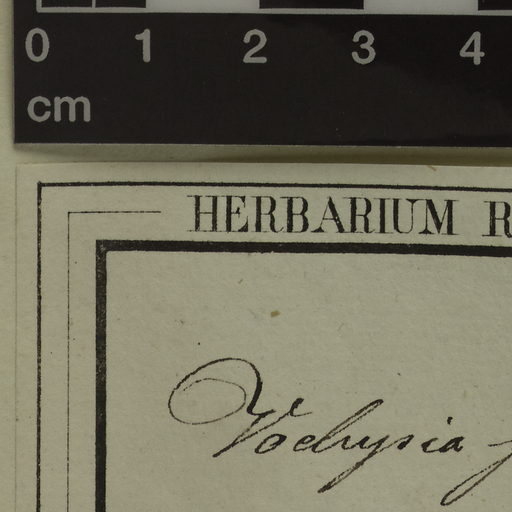 0 1 2 3 4
cm
HERBARIUM R
Vochysia